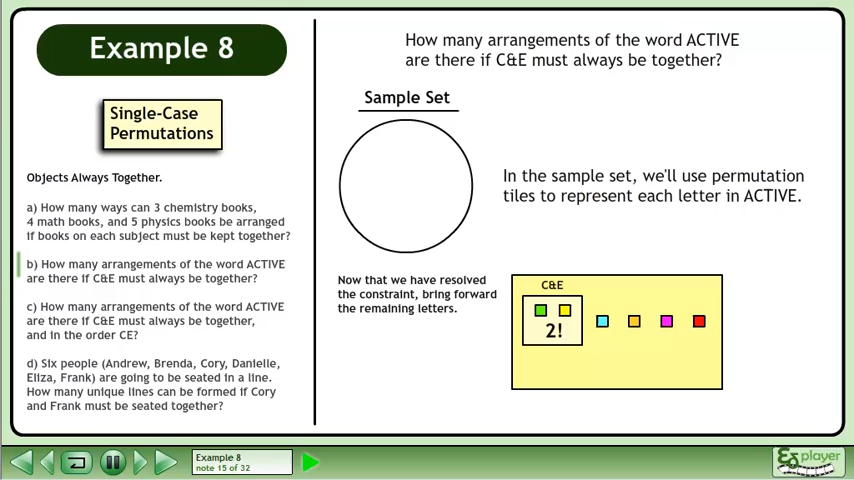 Example 8
Single-Case
Permutations
Objects Always Together.
a) How many ways can 3 chemistry books,
4 math books, and 5 physics books be arranged
if books on each subject must be kept together?
b) How many arrangements of the word ACTIVE
are there if C&E must always be together?
c) How many arrangements of the word ACTIVE
are there if C&E must always be together,
and in the order CE?
d) Six people (Andrew, Brenda, Cory, Danielle,
Eliza, Frank) are going to be seated in a line.
How many unique lines can be formed if Cory
and Frank must be seated together?
How many arrangements of the word ACTIVE
are there if C&E must always be together?
Sample Set
In the sample set, we'll use permutation
tiles to represent each letter in ACTIVE.
Now that we have resolved
the constraint, bring forward
the remaining letters.
C&E
2!
Example 8
note 15 of 32
player